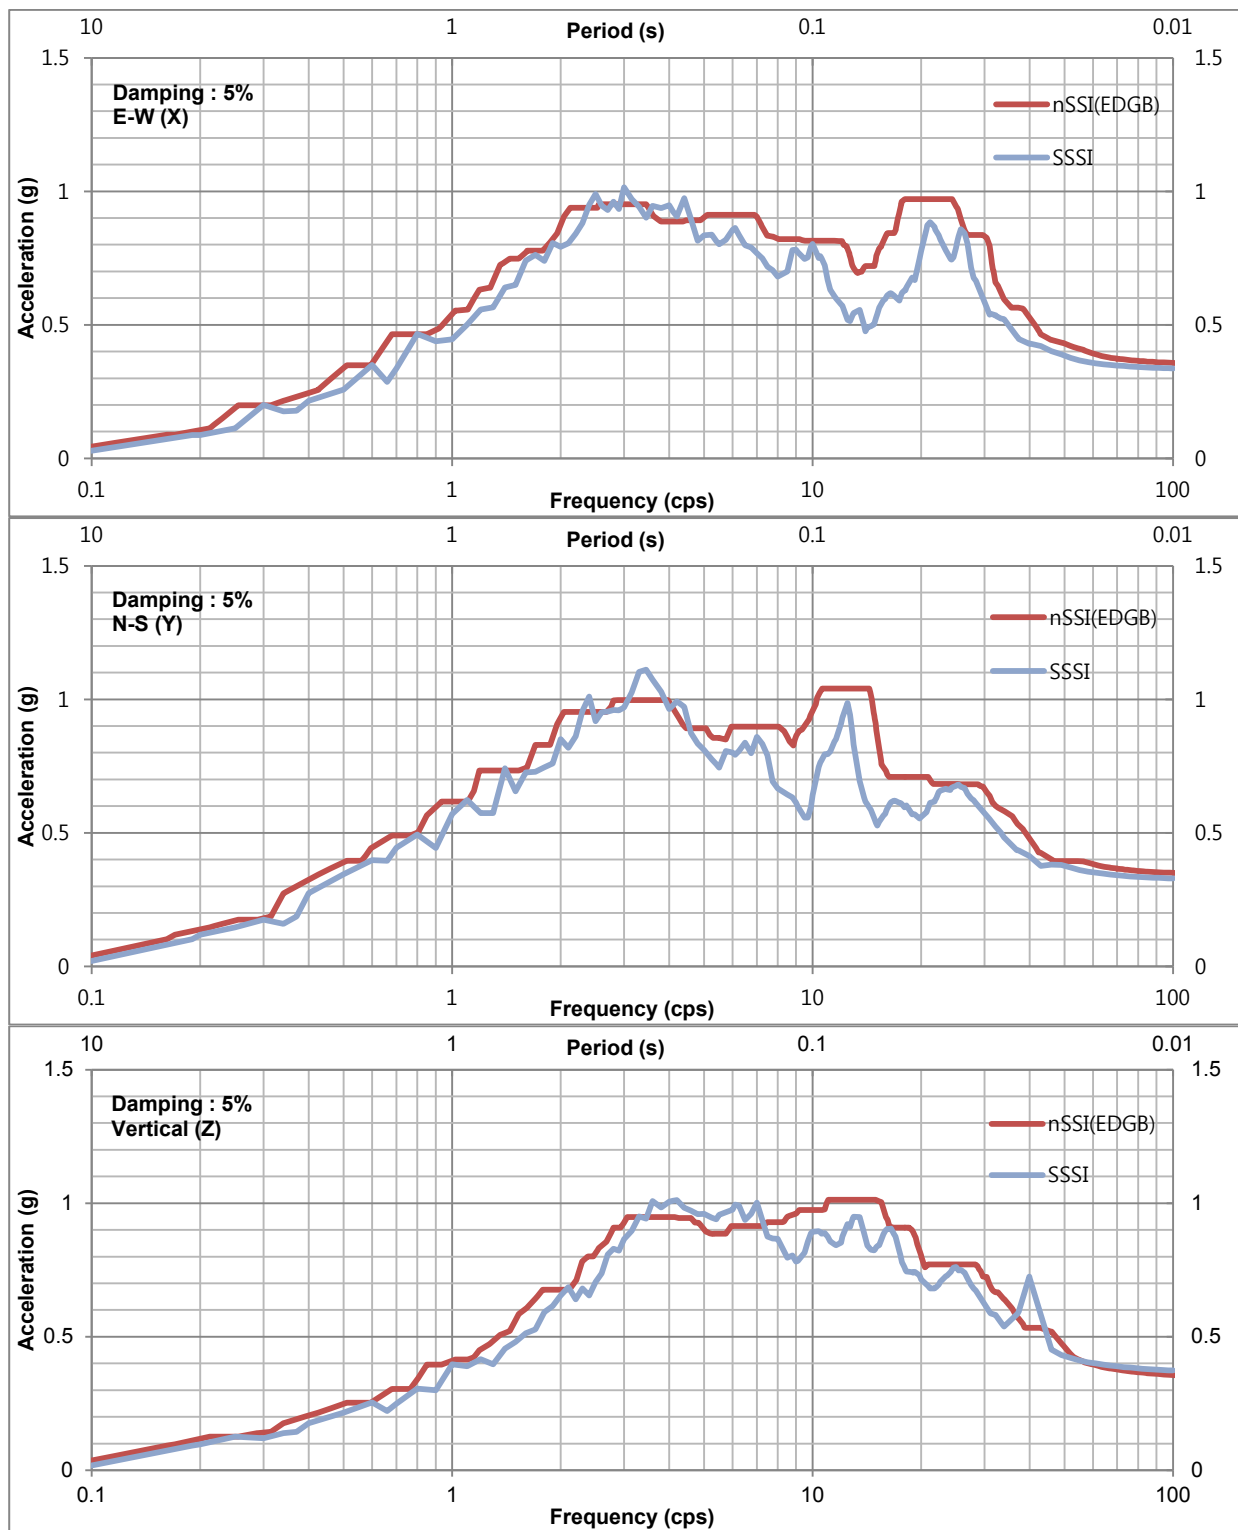 10 1 Period (s) 0.1 0.01
1.5 1.5
Damping : 5%
E-W (X)
nSSI(EDGB)
SSSI
1 1
Acceleration (g)
0.5 0.5
0 0
0.1 1 Frequency (cps) 10 100
10 1 Period (s) 0.1 0.01
1.5 1.5
Damping : 5%
N-S (Y)
nSSI(EDGB)
SSSI
1 1
Acceleration (g)
0.5 0.5
0 0
0.1 1 Frequency (cps) 10 100
10 1 Period (s) 0.1 0.01
1.5 1.5
Damping : 5%
Vertical (Z)
nSSI(EDGB)
SSSI
1 1
Acceleration (g)
0.5 0.5
0 0
0.1 1 Frequency (cps) 10 100